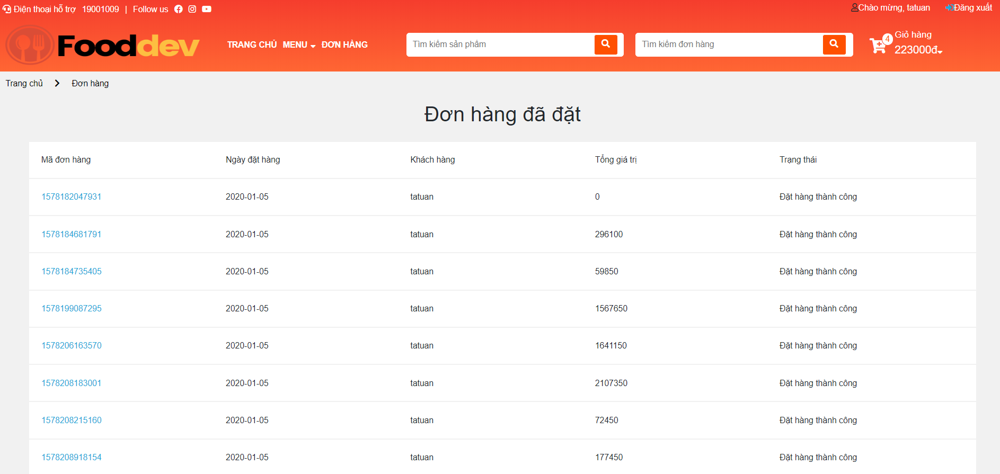 Điện thoại hỗ trợ 19001009 | Follow us
Chào mừng, tatuan Đăng xuất
Fooddev
TRANG CHỦ MENU ĐƠN HÀNG
Tìm kiếm sản phẩm
Tìm kiếm đơn hàng
4
Giỏ hàng
223000đ
Trang chủ Đơn hàng
Đơn hàng đã đặt
Mã đơn hàng Ngày đặt hàng Khách hàng Tổng giá trị Trạng thái
1578182047931 2020-01-05 tatuan 0 Đặt hàng thành công
1578184681791 2020-01-05 tatuan 296100 Đặt hàng thành công
1578184735405 2020-01-05 tatuan 59850 Đặt hàng thành công
1578199087295 2020-01-05 tatuan 1567650 Đặt hàng thành công
1578206163570 2020-01-05 tatuan 1641150 Đặt hàng thành công
1578208183001 2020-01-05 tatuan 2107350 Đặt hàng thành công
1578208215160 2020-01-05 tatuan 72450 Đặt hàng thành công
1578208918154 2020-01-05 tatuan 177450 Đặt hàng thành công